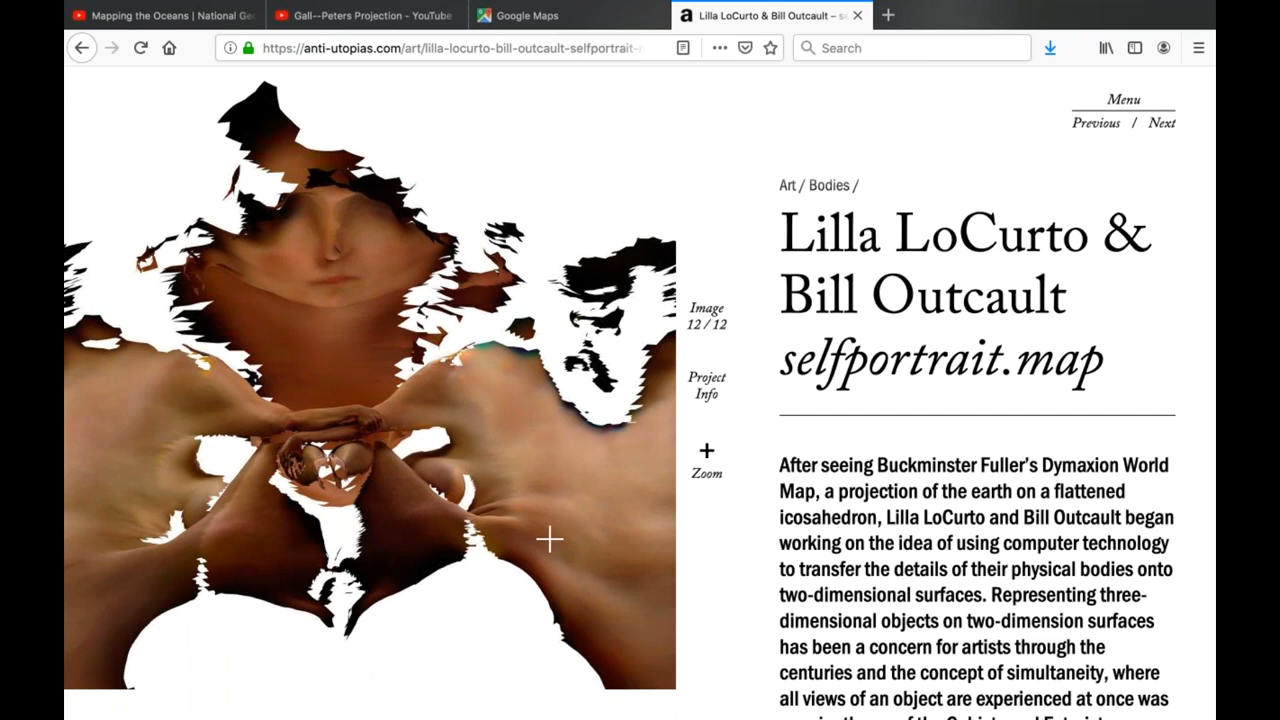 Mapping the Oceans | National Ge
Gall--Peters Projection - YouTube
Google Maps
Lilla LoCurto & Bill Outcault – se
https://anti-utopias.com/art/lilla-locurto-bill-outcault-selfportrait-
Search
Menu
Previous / Next
Art / Bodies /
Lilla LoCurto &
Bill Outcault
selfportrait.map
Image
12 / 12
Project
Info
+
Zoom
After seeing Buckminster Fuller’s Dymaxion World
Map, a projection of the earth on a flattened
icosahedron, Lilla LoCurto and Bill Outcault began
working on the idea of using computer technology
to transfer the details of their physical bodies onto
two-dimensional surfaces. Representing three-
dimensional objects on two-dimension surfaces
has been a concern for artists through the
centuries and the concept of simultaneity, where
all views of an object are experienced at once was